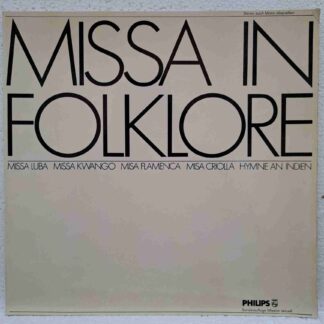 MISSA IN
FOLKLORE
MISSA LUBA MISSA KWANGO MISA FLAMENCA MISA CRIOLLA HYMNE AN INDIEN
PHILIPS